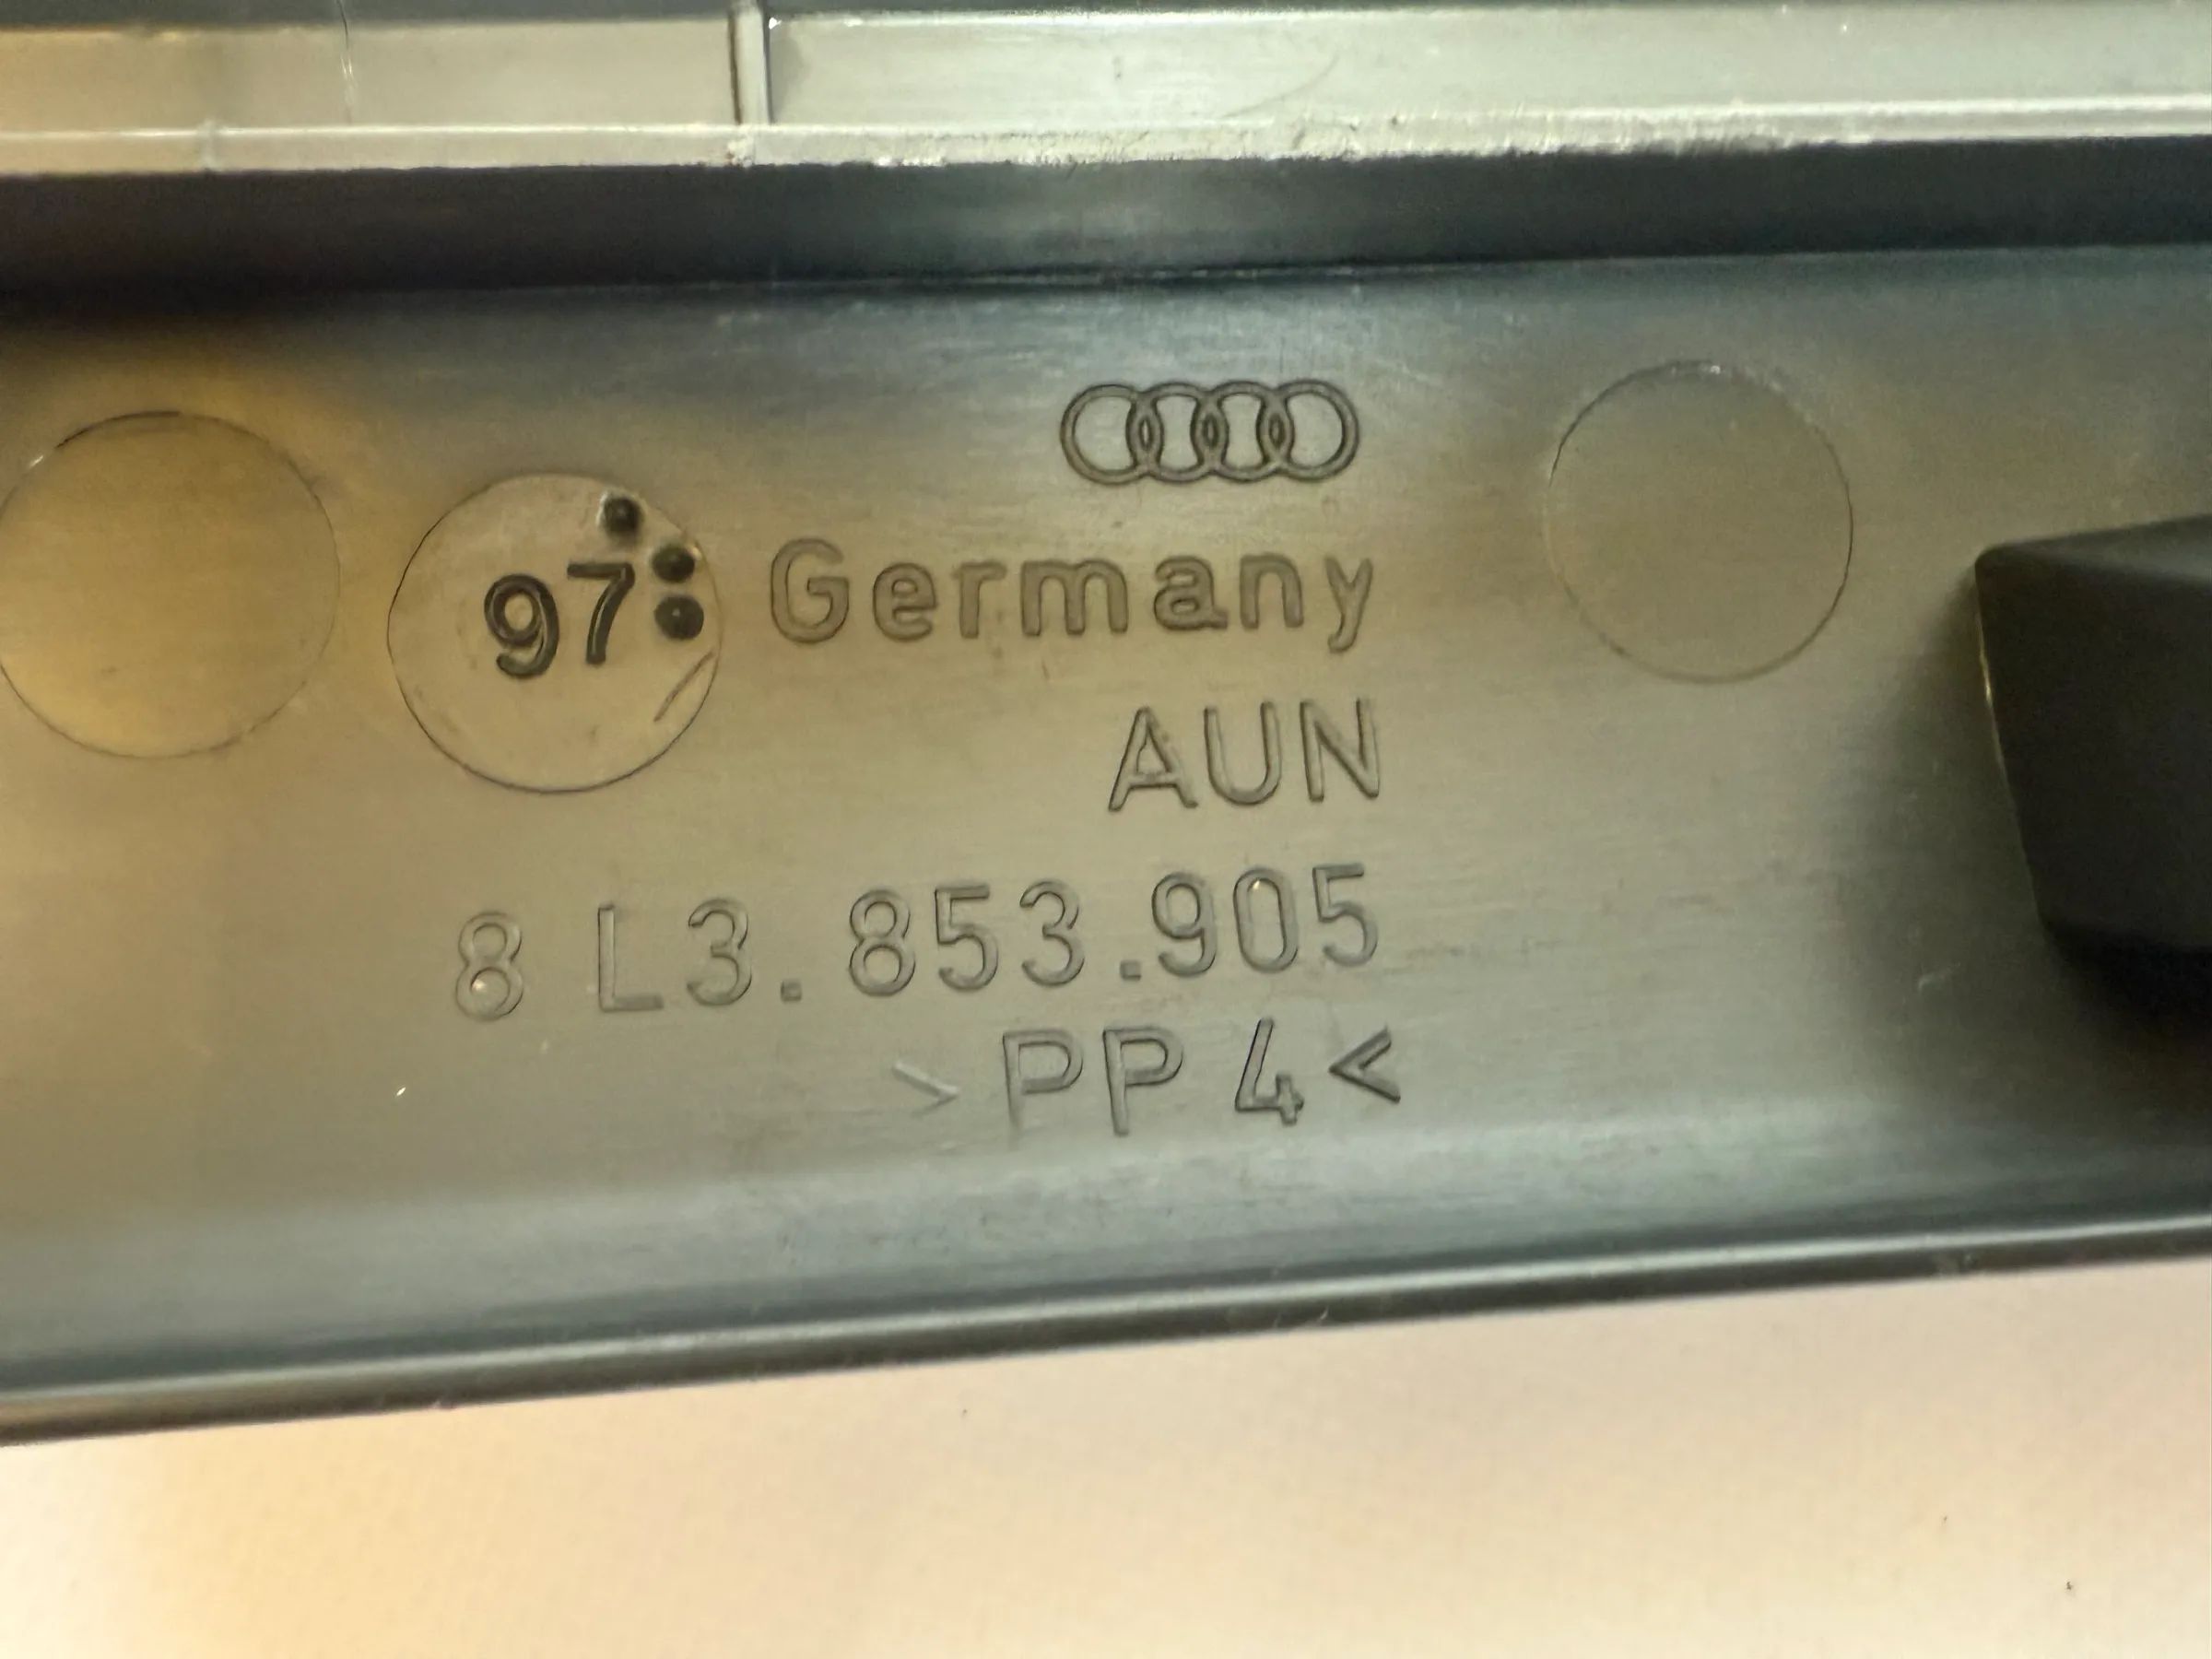 97
Germany
AUN
8 L3.853.905
>PP 4<